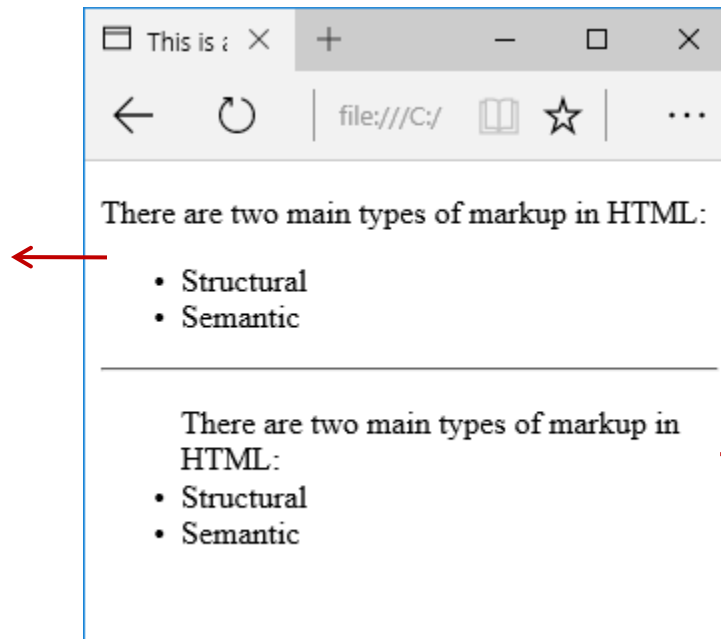 This is a
file:///C:/
There are two main types of markup in HTML:
• Structural
• Semantic
There are two main types of markup in
HTML:
• Structural
• Semantic